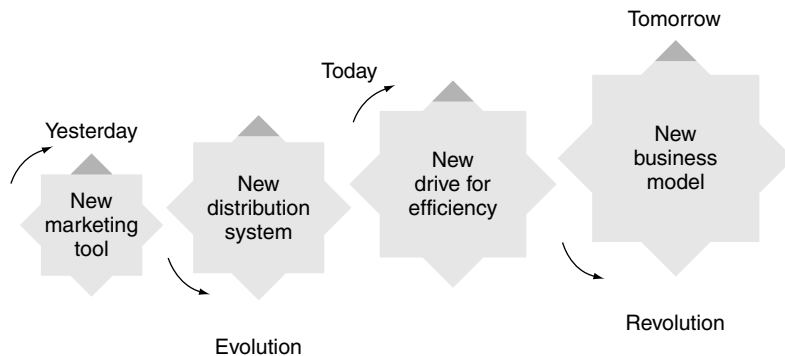 Tomorrow
Today
Yesterday
New
marketing
tool
New
distribution
system
New
drive for
efficiency
New
business
model
Evolution
Revolution